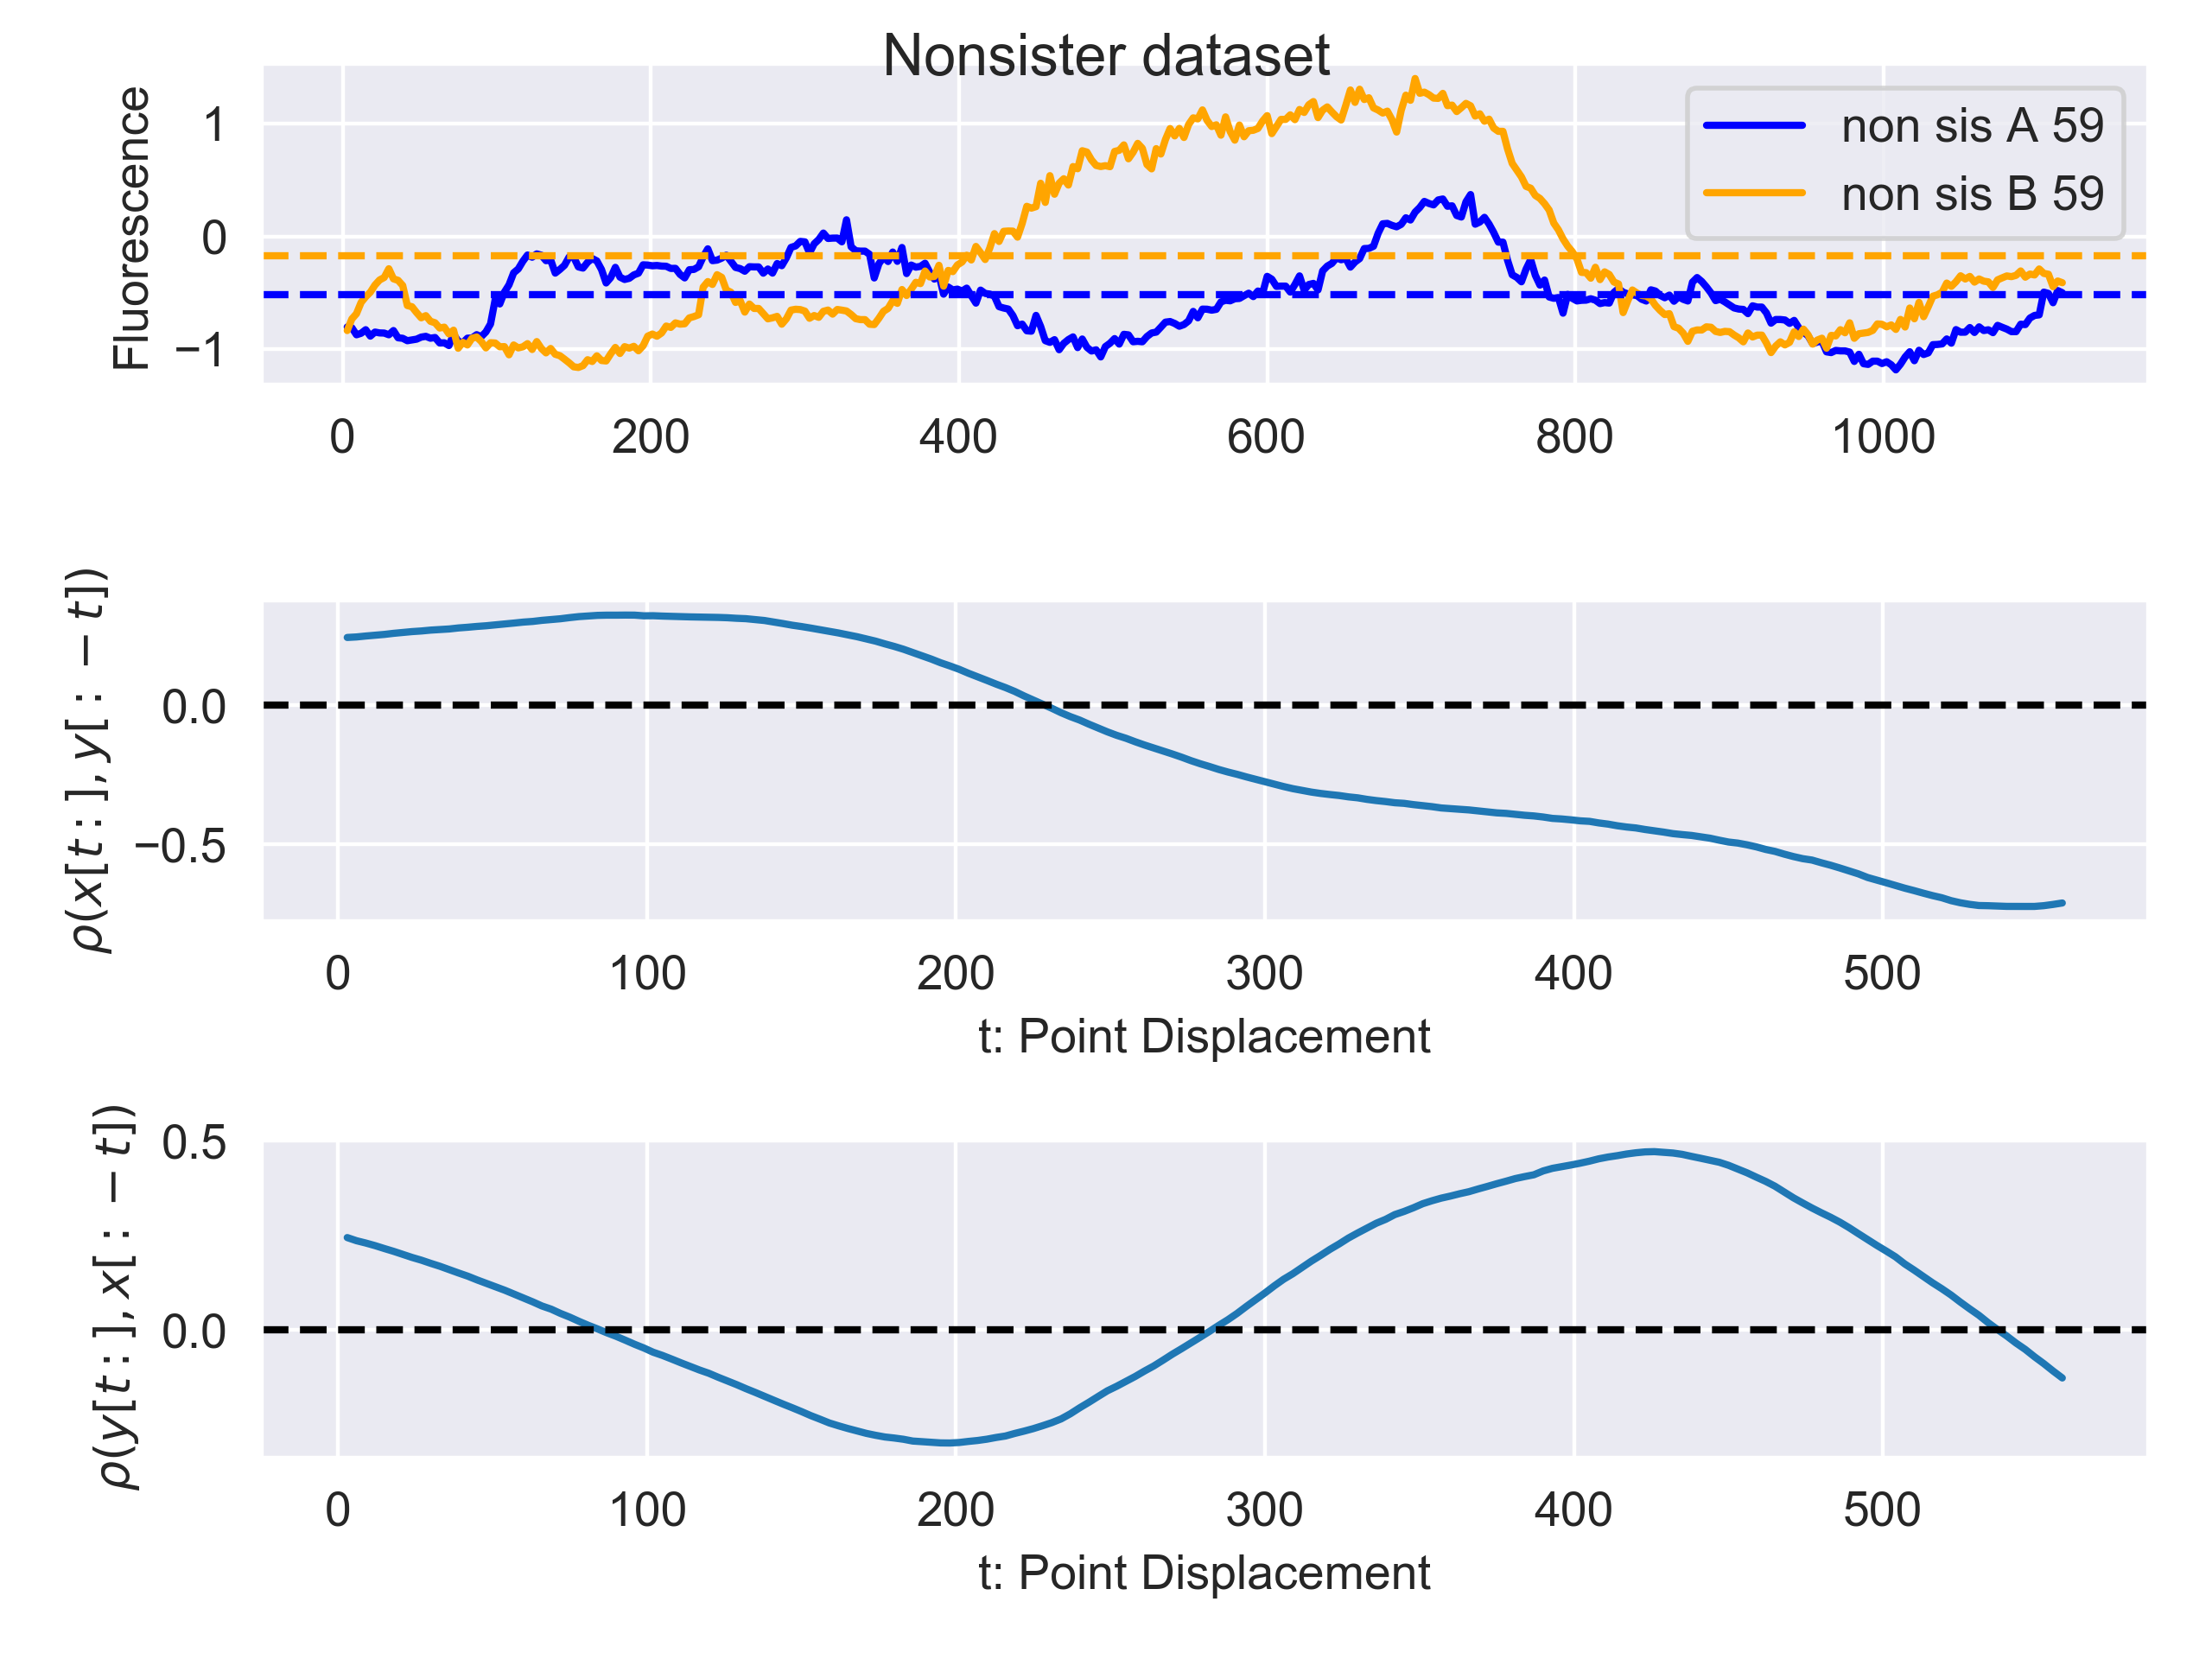 Nonsister dataset
Fluorescence
1
0
−1
non sis A 59
non sis B 59
0 200 400 600 800 1000
ρ(x[t:],y[:−t])
0.0
−0.5
0 100 200 300 400 500
t: Point Displacement
ρ(y[t:],x[:−t])
0.5
0.0
0 100 200 300 400 500
t: Point Displacement